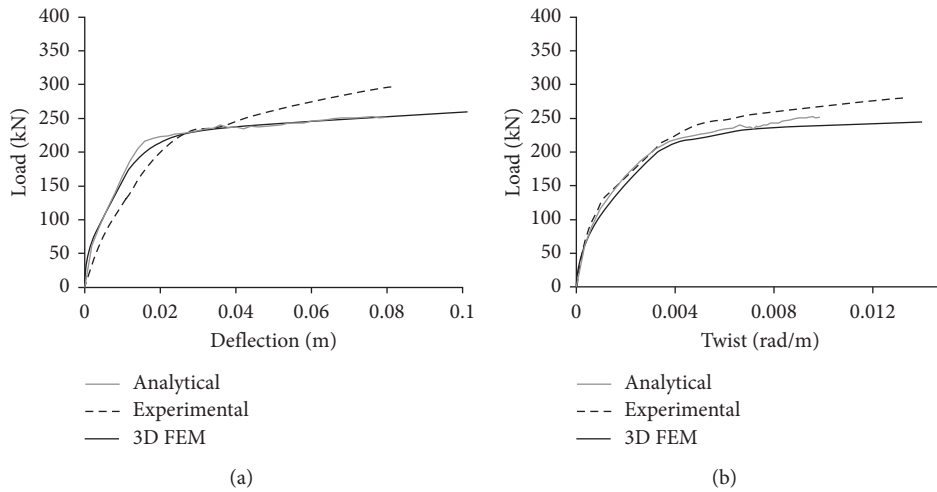 400
350
300
250
200
150
100
50
0
Load (kN)
0 0.02 0.04 0.06 0.08 0.1
Deflection (m)
Analytical
Experimental
3D FEM
(a)
400
350
300
250
200
150
100
50
0
Load (kN)
0 0.004 0.008 0.012
Twist (rad/m)
Analytical
Experimental
3D FEM
(b)